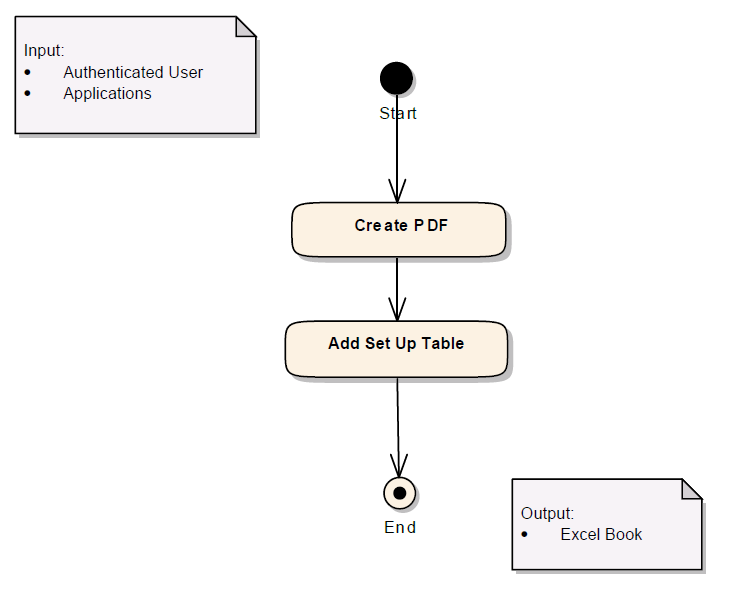 Input:
• Authenticated User
• Applications
Start
Create PDF
Add Set Up Table
End
Output:
• Excel Book